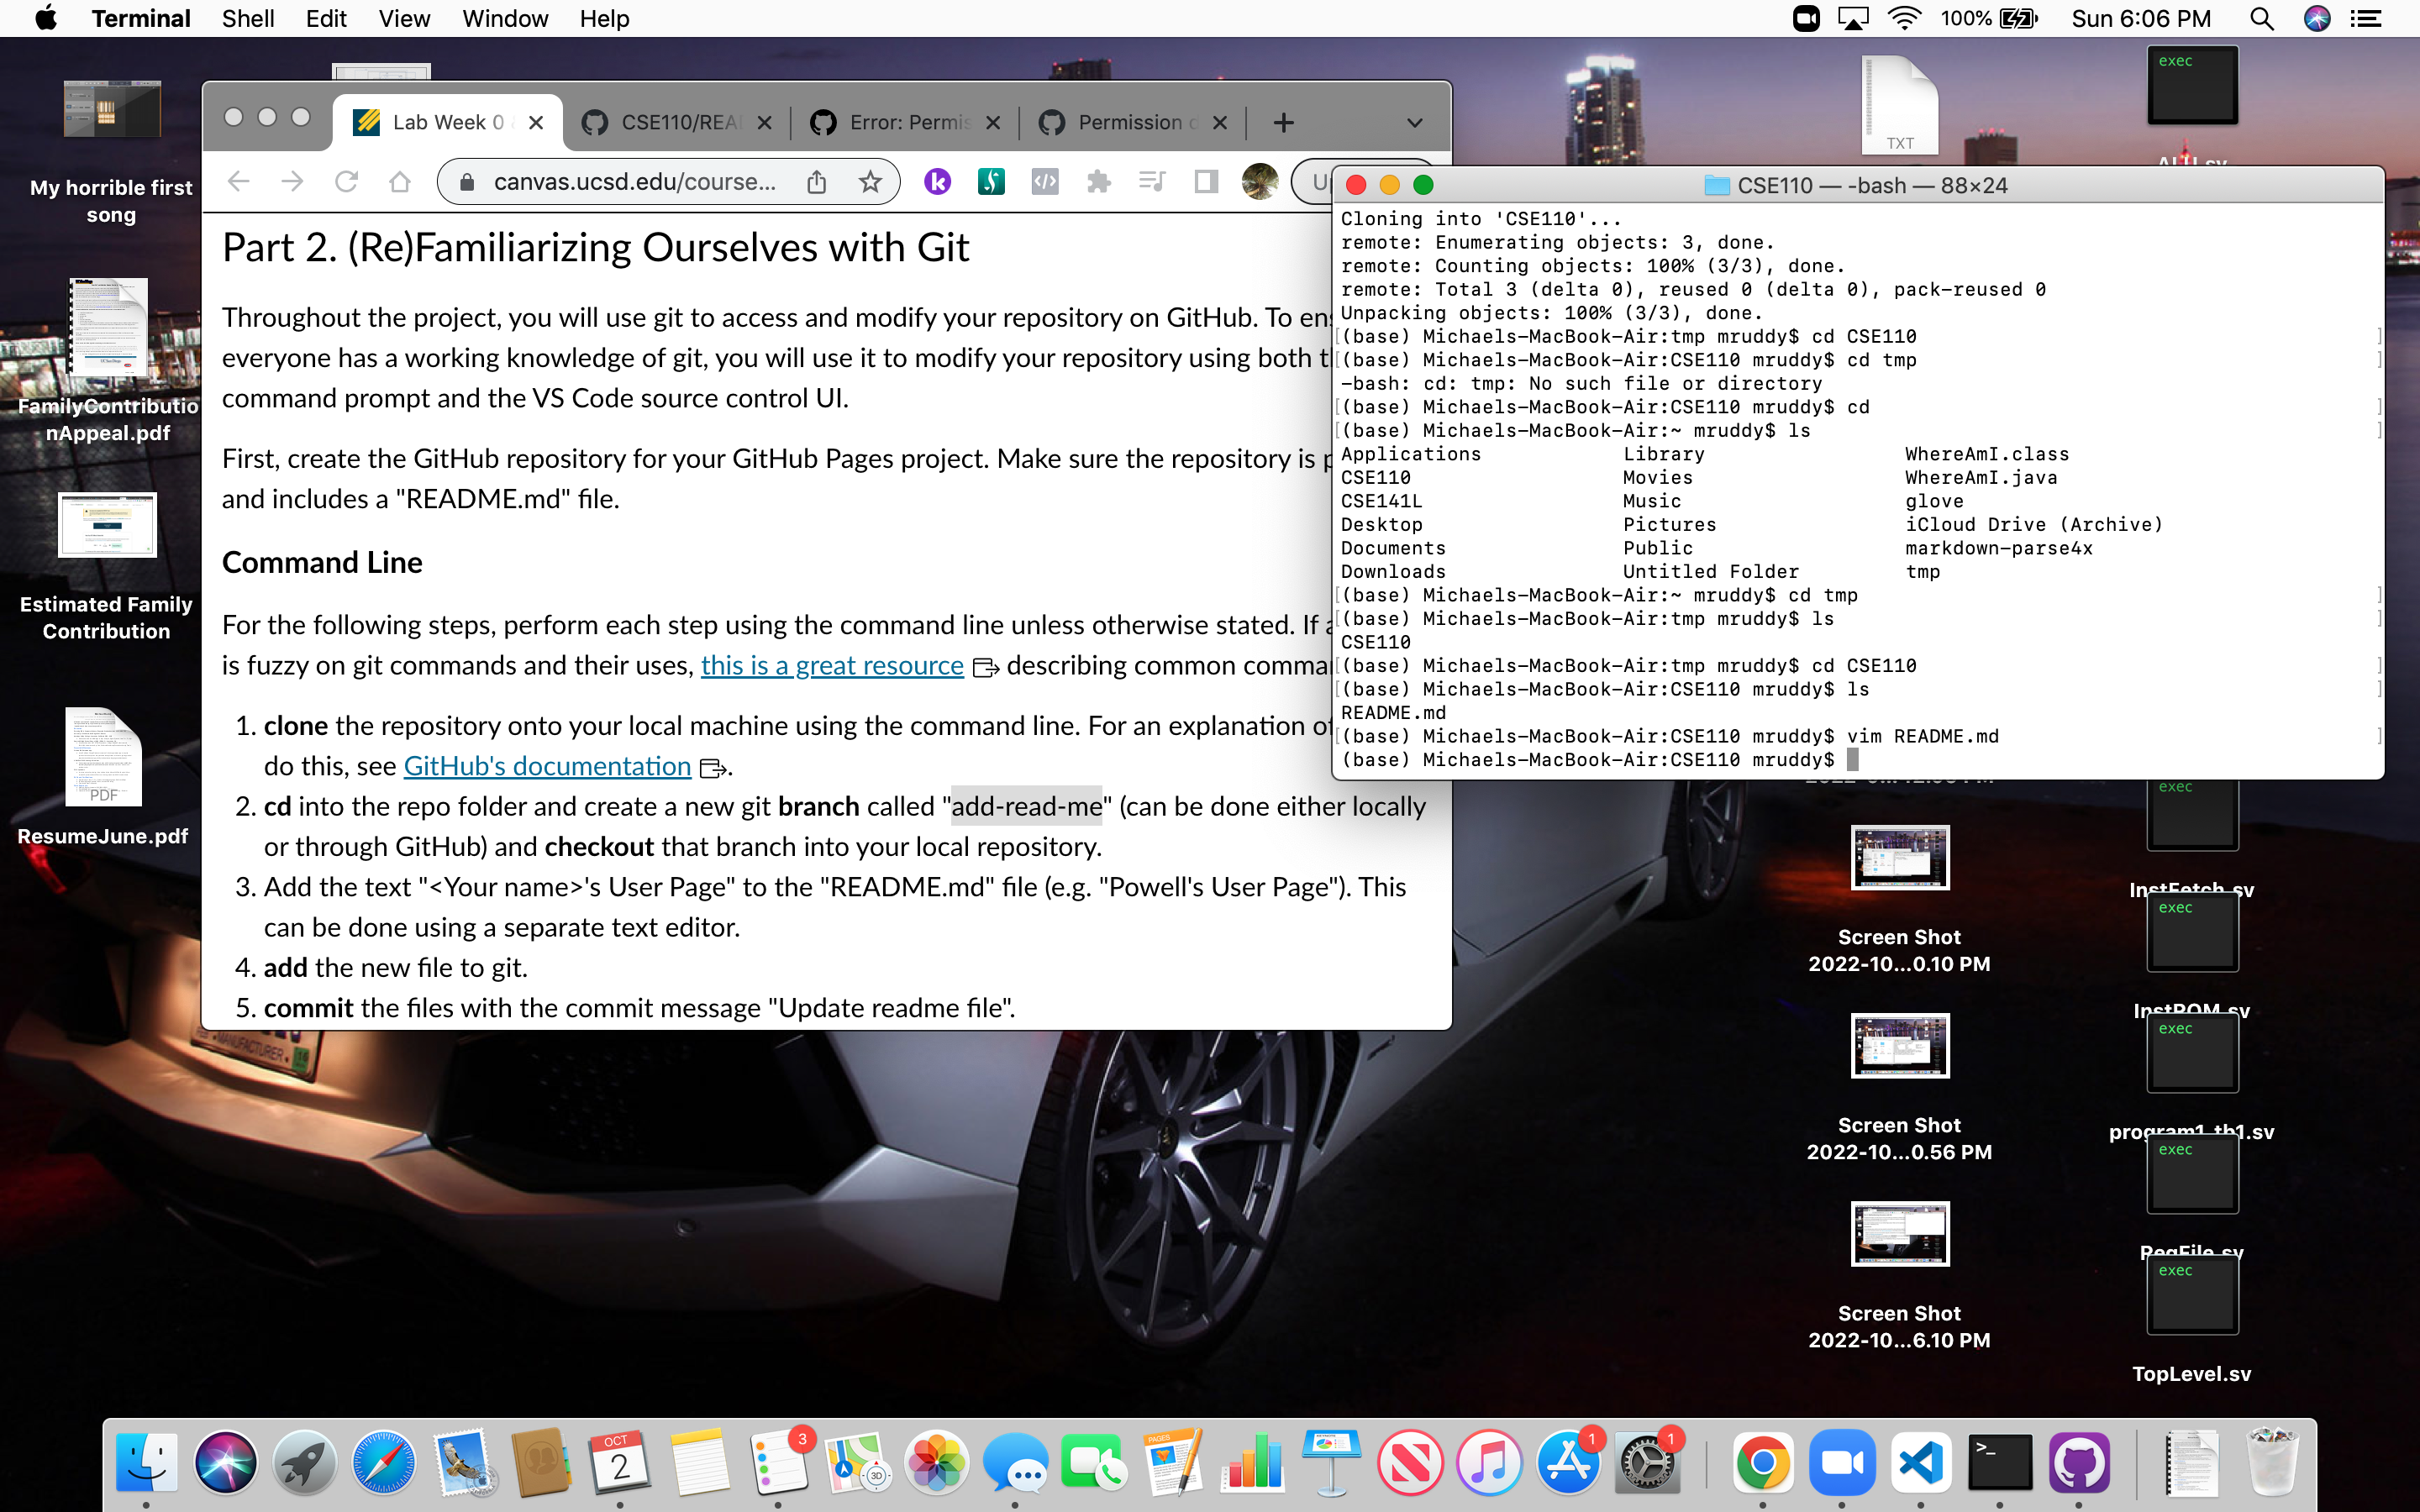 Terminal Shell Edit View Window Help
100% Sun 6:06 PM
My horrible first
song
FamilyContributio
nAppeal.pdf
Estimated Family
Contribution
PDF
ResumeJune.pdf
Lab Week 0
CSE110/REA
Error: Permis
Permission
canvas.ucsd.edu/course...
Part 2. (Re)Familiarizing Ourselves with Git
Throughout the project, you will use git to access and modify your repository on GitHub. To
everyone has a working knowledge of git, you will use it to modify your repository using both
command prompt and the VS Code source control UI.
First, create the GitHub repository for your GitHub Pages project. Make sure the repository is
and includes a "README.md" file.
Command Line
For the following steps, perform each step using the command line unless otherwise stated. If
is fuzzy on git commands and their uses, this is a great resource describing common
1. clone the repository onto your local machine using the command line. For an explanation
do this, see GitHub's documentation.
2. cd into the repo folder and create a new git branch called "add-read-me" (can be done either locally
or through GitHub) and checkout that branch into your local repository.
3. Add the text "<Your name>'s User Page" to the "README.md" file (e.g. "Powell's User Page"). This
can be done using a separate text editor.
4. add the new file to git.
5. commit the files with the commit message "Update readme file".
CSE110 — -bash — 88×24
Cloning into 'CSE110'...
remote: Enumerating objects: 3, done.
remote: Counting objects: 100% (3/3), done.
remote: Total 3 (delta 0), reused 0 (delta 0), pack-reused 0
Unpacking objects: 100% (3/3), done.
[(base) Michaels-MacBook-Air:tmp mruddy$ cd CSE110 ]
[(base) Michaels-MacBook-Air:CSE110 mruddy$ cd tmp ]
-bash: cd: tmp: No such file or directory
[(base) Michaels-MacBook-Air:CSE110 mruddy$ cd ]
[(base) Michaels-MacBook-Air:~ mruddy$ ls ]
Applications Library WhereAmI.class
CSE110 Movies WhereAmI.java
CSE141L Music glove
Desktop Pictures iCloud Drive (Archive)
Documents Public markdown-parse4x
Downloads Untitled Folder tmp
[(base) Michaels-MacBook-Air:~ mruddy$ cd tmp ]
[(base) Michaels-MacBook-Air:tmp mruddy$ ls ]
CSE110
[(base) Michaels-MacBook-Air:tmp mruddy$ cd CSE110 ]
[(base) Michaels-MacBook-Air:CSE110 mruddy$ ls ]
README.md
[(base) Michaels-MacBook-Air:CSE110 mruddy$ vim README.md ]
(base) Michaels-MacBook-Air:CSE110 mruddy$
TXT
exec
exec
InstFetch.sv
exec
InstROM.sv
exec
program1_tb1.sv
exec
RegFile.sv
exec
TopLevel.sv
Screen Shot
2022-10...0.10 PM
Screen Shot
2022-10...0.56 PM
Screen Shot
2022-10...6.10 PM
MANUFACTURER
OCT
2
3
3D
PAGES
1
1